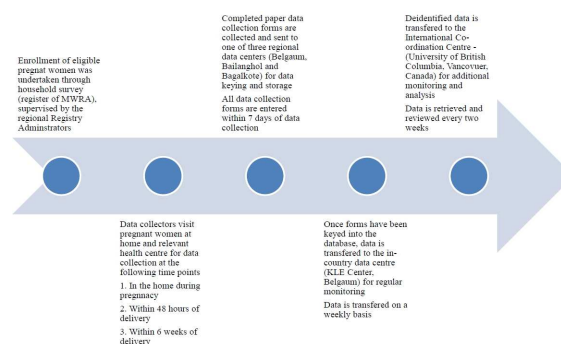 Enrollment of eligible
pregnat women was
undertaken through
household survey
(register of MWRA),
supervised by the
regional Registry
Adminstrators
Data collectors visit
pregnant women at
home and relevant
health centre for data
collection at the
following time points
1. In the home during
pregnnacy
2. Within 48 hours of
delivery
3. Within 6 weeks of
delivery
Completed paper data
collection forms are
collected and sent to
one of three regional
data centers (Belgaum,
Bailanghol and
Bagalkote) for data
keying and storage
All data collection
forms are entered
within 7 days of data
collection
Once forms have been
keyed into the
database, data is
transfered to the in-
country data centre
(KLE Center,
Belgaum) for regular
monitoring
Data is transfered on a
weekly basis
Deidentified data is
transfered to the
International Co-
ordination Centre -
(University of British
Columbia, Vancovuer,
Canada) for additional
monitoring and
analysis
Data is retrieved and
reviewed every two
weeks